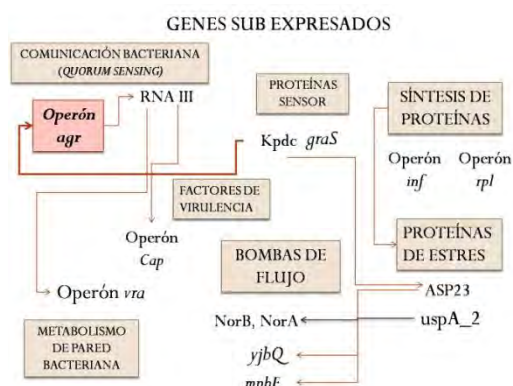 GENES SUB EXPRESADOS
COMUNICACIÓN BACTERIANA
(QUORUM SENSING)
Operón
agr
RNA III
PROTEÍNAS
SENSOR
Kpdc graS
SÍNTESIS DE
PROTEÍNAS
Operón
inf
Operón
rpl
FACTORES DE
VIRULENCIA
Operón
Cap
PROTEÍNAS
DE ESTRES
BOMBAS DE
FLUJO
Operón vra
ASP23
NorB, NorA
uspA_2
METABOLISMO
DE PARED
BACTERIANA
yjbQ